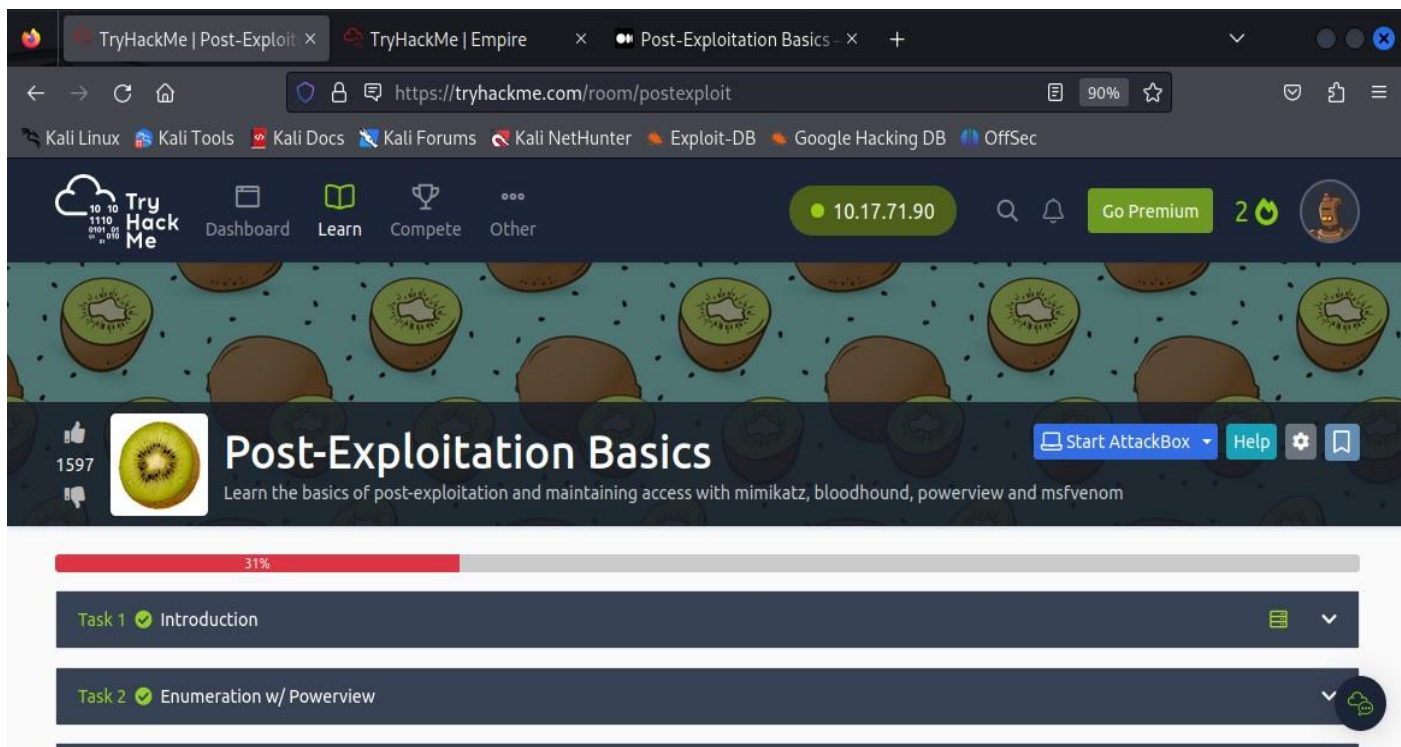 TryHackMe | Post-Exploit
TryHackMe | Empire
Post-Exploitation Basics –
https://tryhackme.com/room/postexploit
90%
Kali Linux
Kali Tools
Kali Docs
Kali Forums
Kali NetHunter
Exploit-DB
Google Hacking DB
OffSec
Try
Hack
Me
Dashboard
Learn
Compete
Other
10.17.71.90
Go Premium
2
1597
Post-Exploitation Basics
Learn the basics of post-exploitation and maintaining access with mimikatz, bloodhound, powerview and msfvenom
Start AttackBox
Help
31%
Task 1 Introduction
Task 2 Enumeration w/ Powerview